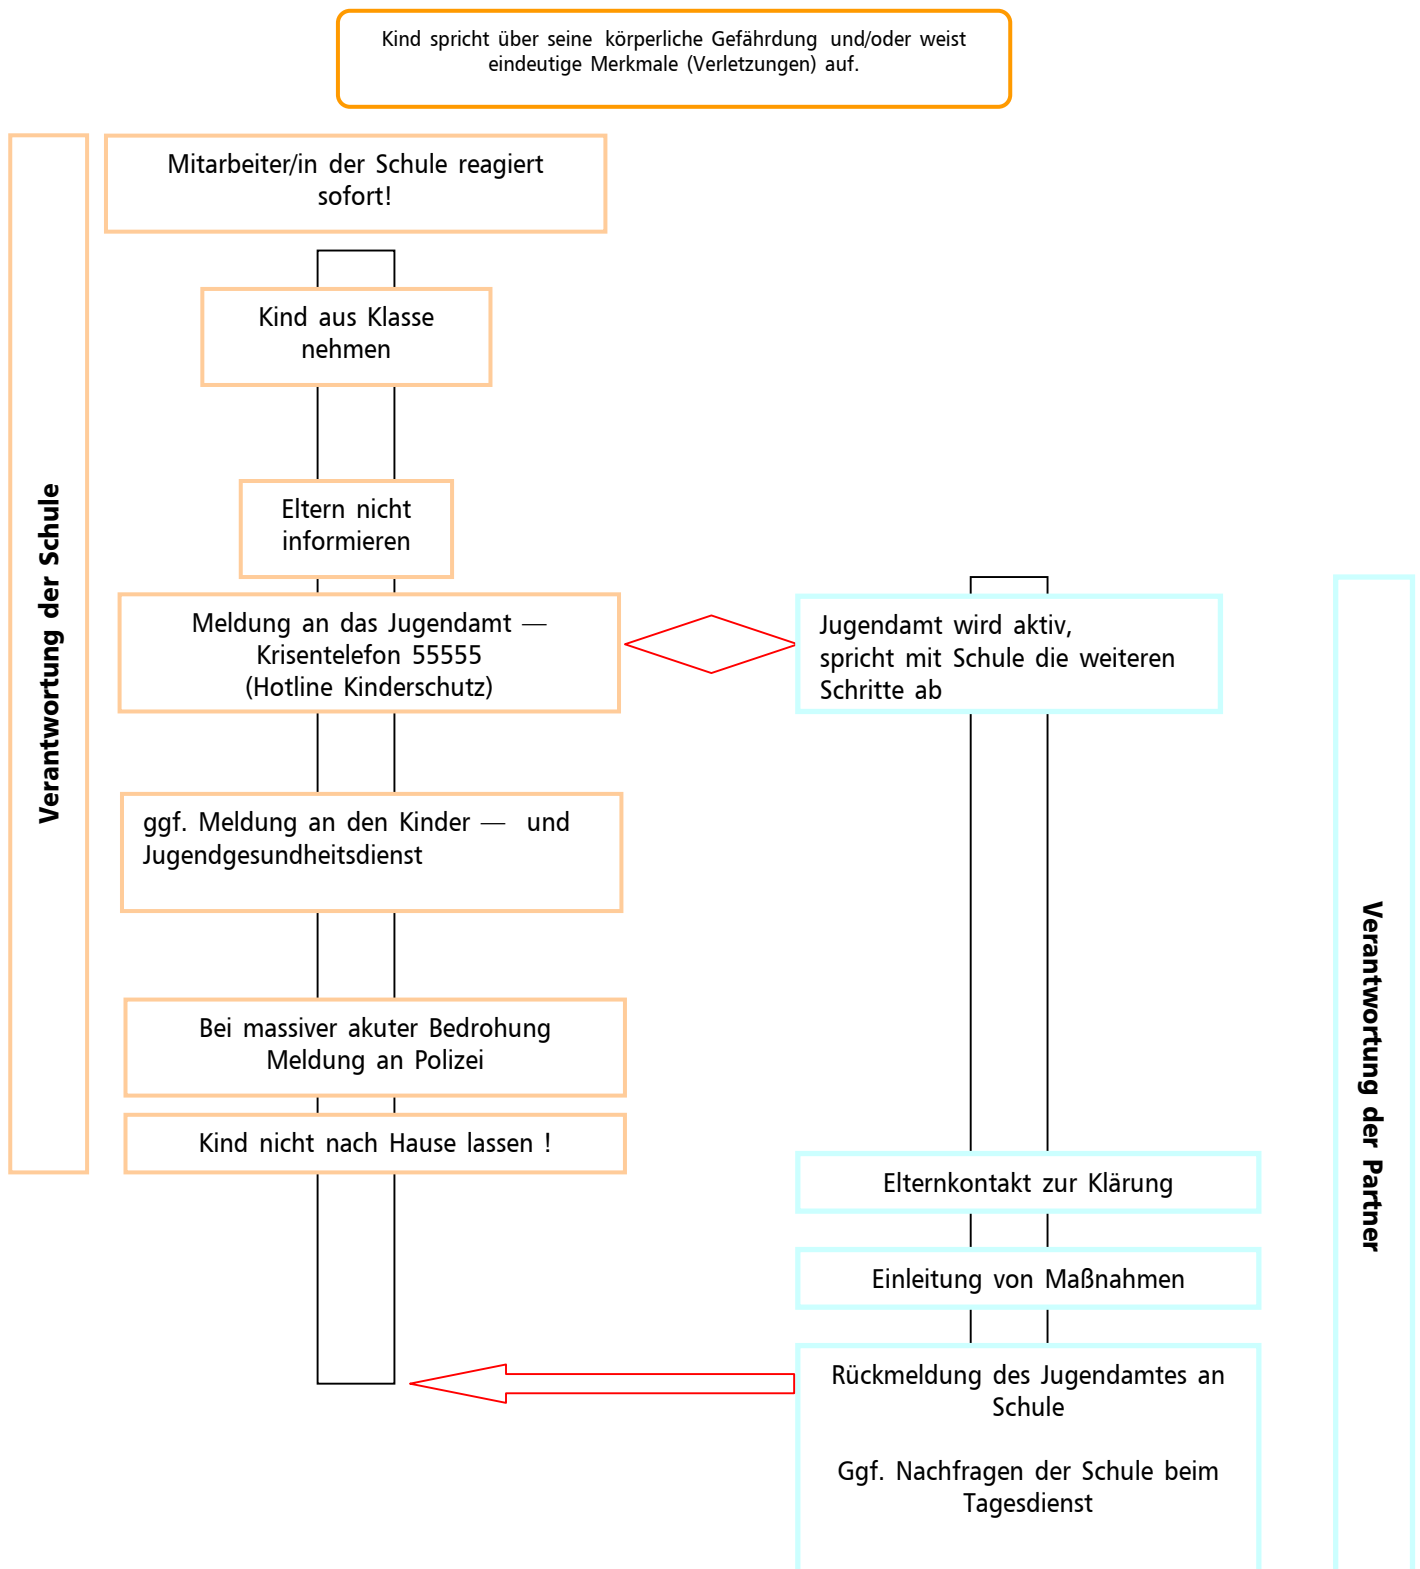 Kind spricht über seine körperliche Gefährdung und/oder weist
eindeutige Merkmale (Verletzungen) auf.
Verantwortung der Schule
Mitarbeiter/in der Schule reagiert
sofort!
Kind aus Klasse
nehmen
Eltern nicht
informieren
Meldung an das Jugendamt —
Krisentelefon 55555
(Hotline Kinderschutz)
ggf. Meldung an den Kinder — und
Jugendgesundheitsdienst
Bei massiver akuter Bedrohung
Meldung an Polizei
Kind nicht nach Hause lassen !
Jugendamt wird aktiv,
spricht mit Schule die weiteren
Schritte ab
Elternkontakt zur Klärung
Einleitung von Maßnahmen
Rückmeldung des Jugendamtes an
Schule
Ggf. Nachfragen der Schule beim
Tagesdienst
Verantwortung der Partner